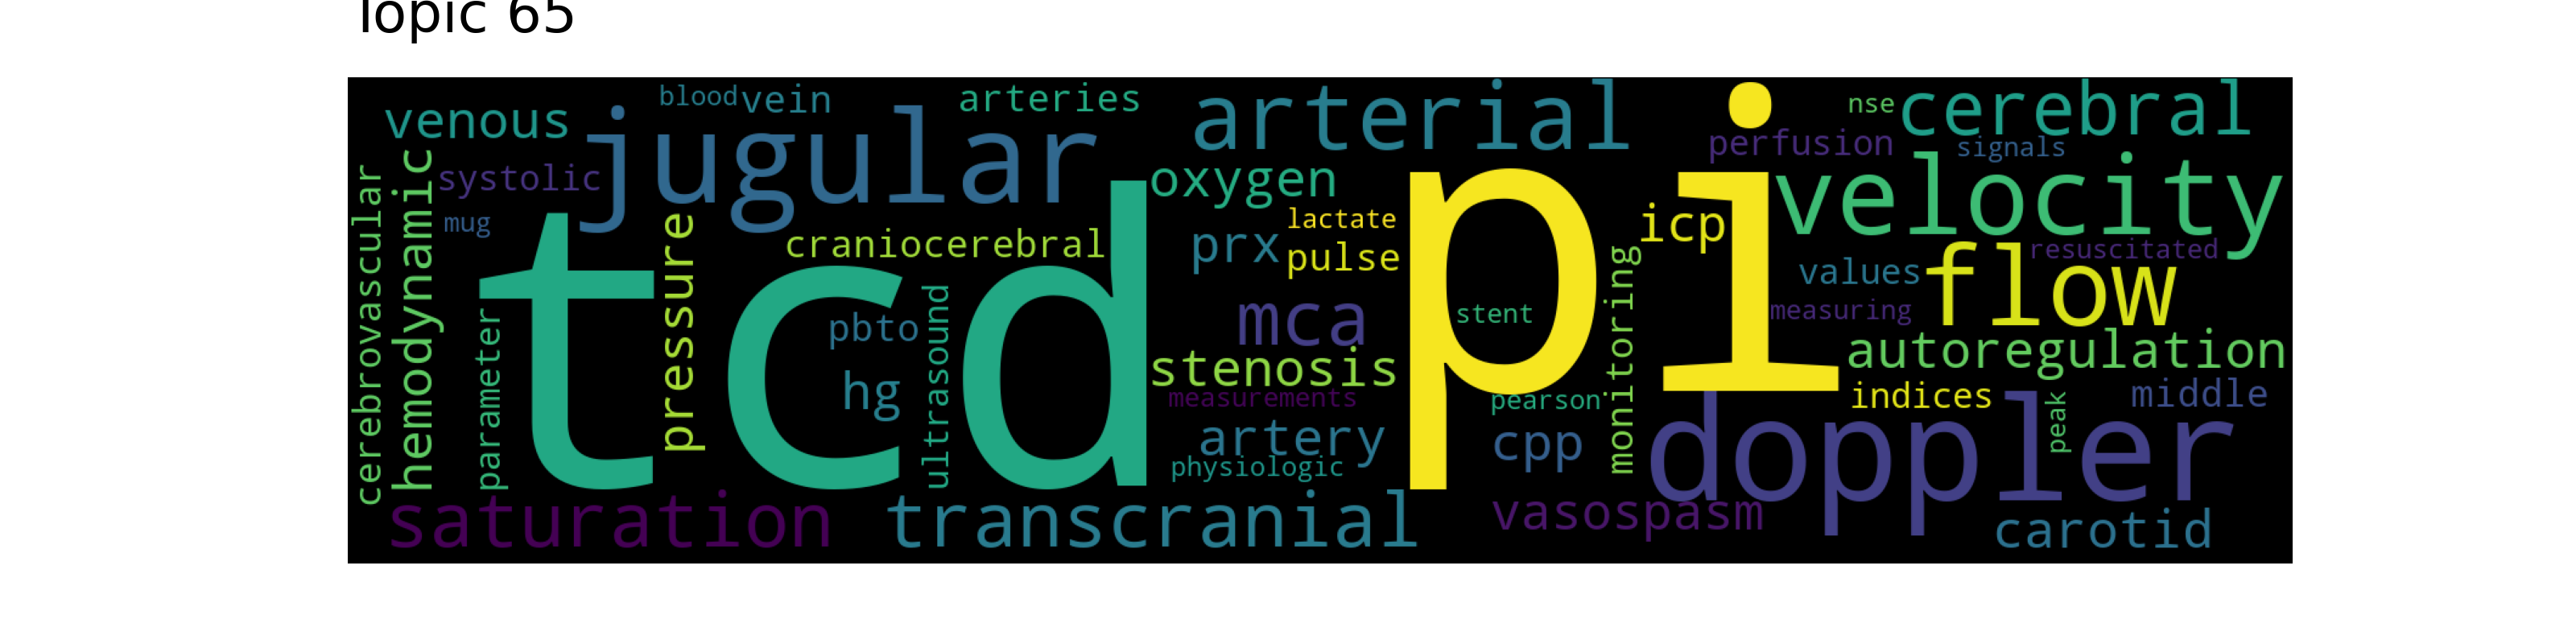 Topic 65
blood vein arteries arterial nse cerebral
venous jugular perfusion signals
systolic oxygen velocity
mug lactate icp
craniocerebral prx pulse resuscitated
cerebrovascular hemodynamic tcd pi values flow
pressure pbto mca stent measuring
parameter ultrasound stenosis monitoring autoregulation
hg measurements pearson indices middle
artery cpp doppler peak
physiologic
saturation transcranial vasospasm carotid